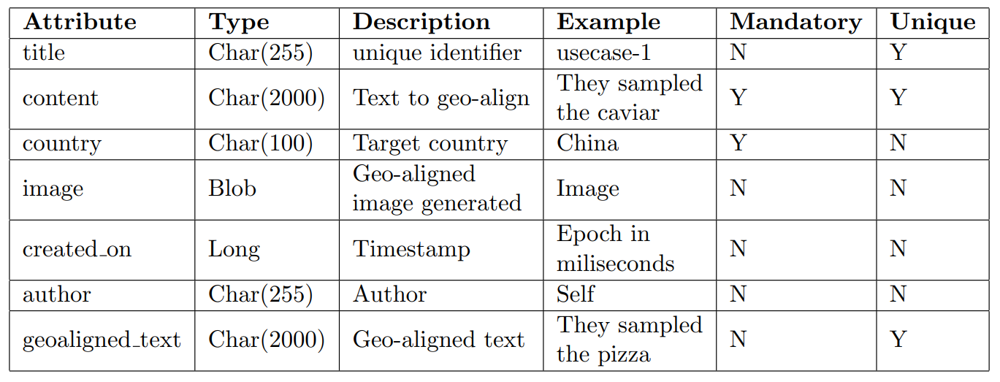 Attribute Type Description Example Mandatory Unique
title Char(255) unique identifier usecase-1 N Y
content Char(2000) Text to geo-align They sampled
the caviar Y Y
country Char(100) Target country China Y N
image Blob Geo-aligned
image generated Image N N
created_on Long Timestamp Epoch in
miliseconds N N
author Char(255) Author Self N N
geoaligned_text Char(2000) Geo-aligned text They sampled
the pizza N Y